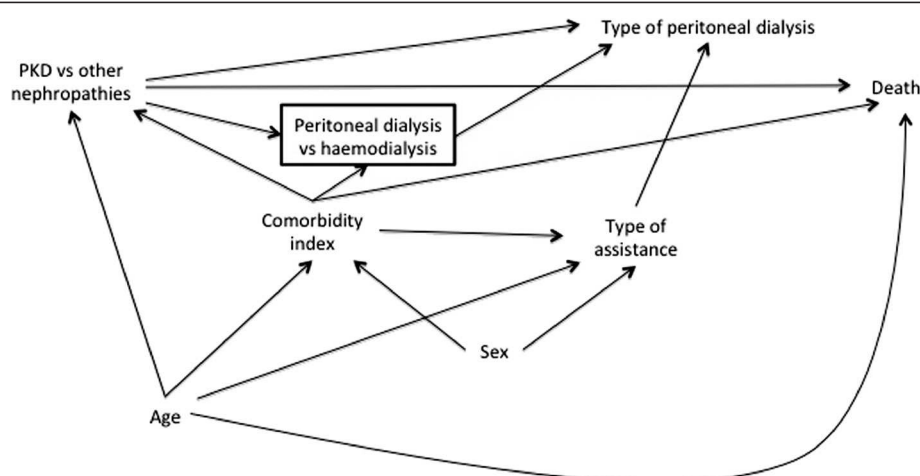 Type of peritoneal dialysis
PKD vs other
nephropathies
Death
Peritoneal dialysis
vs haemodialysis
Comorbidity
index
Type of
assistance
Sex
Age